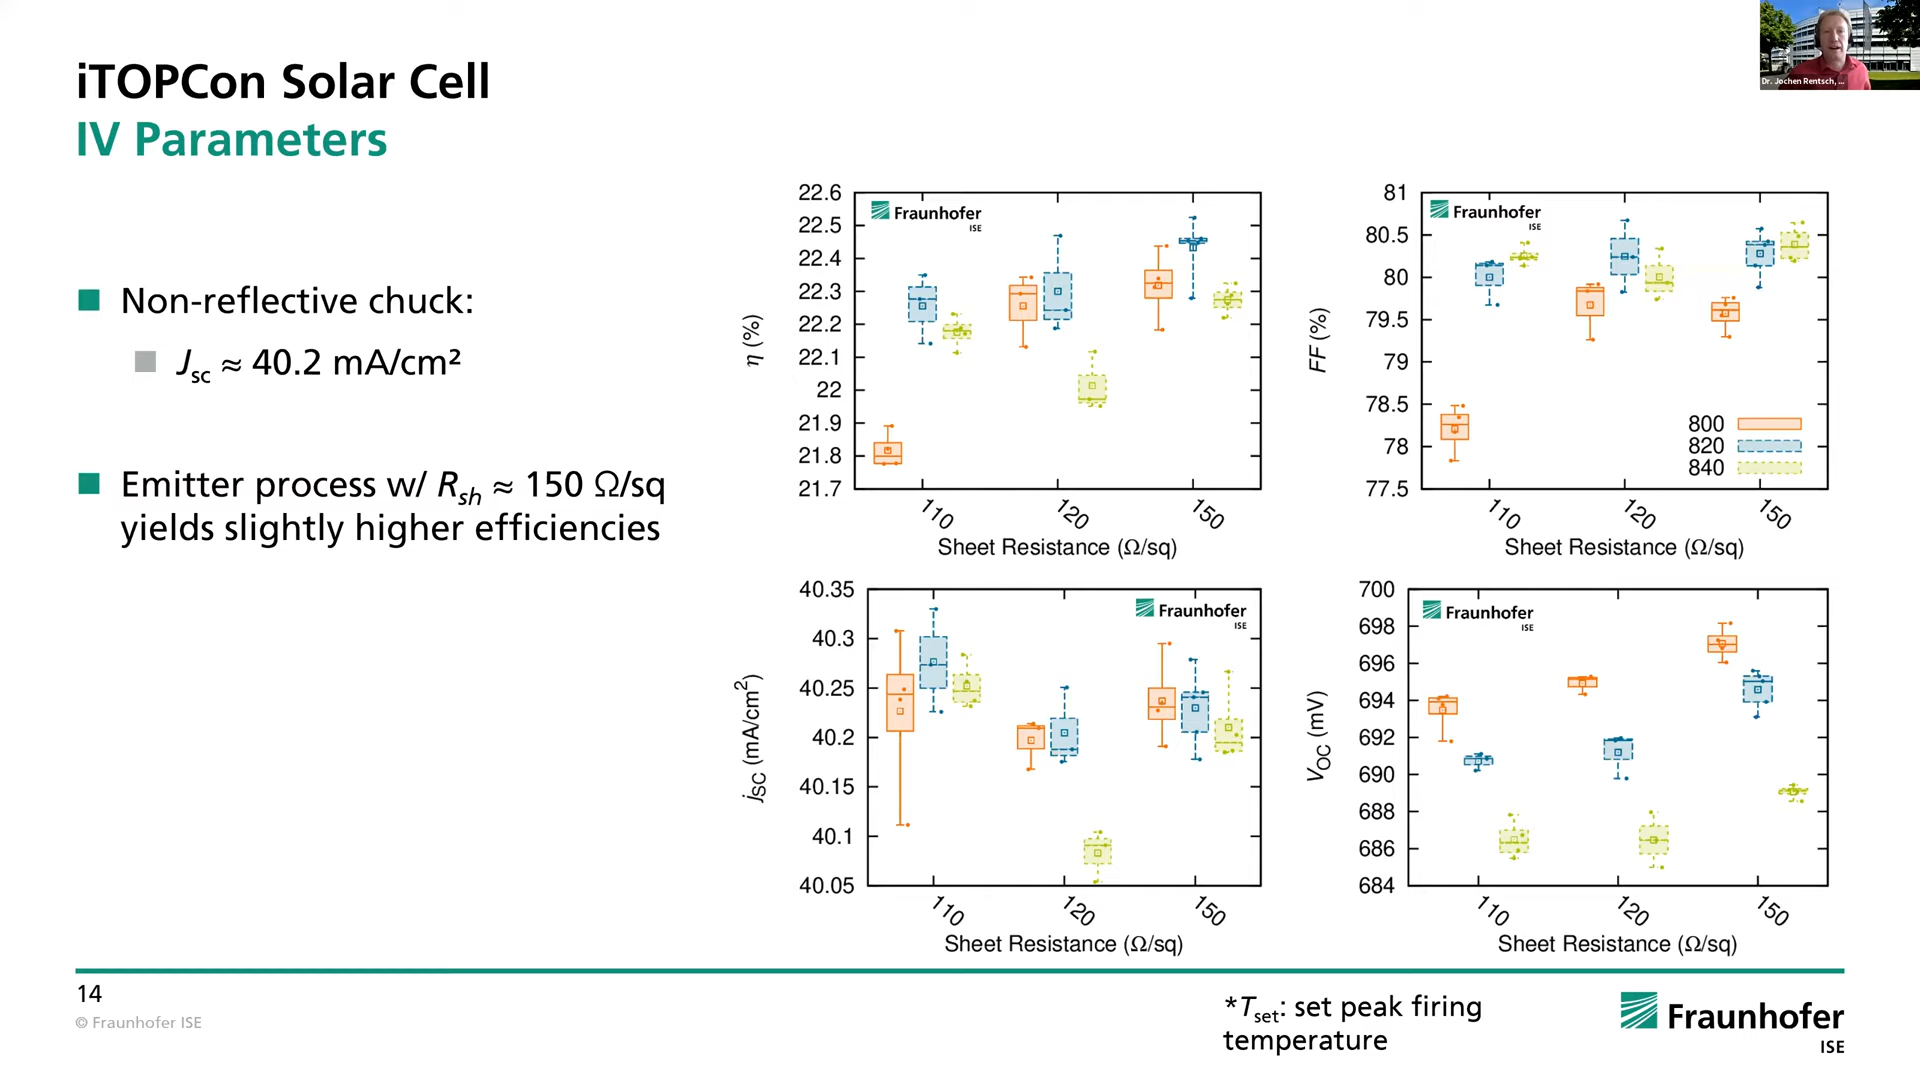 iTOPCon Solar Cell
IV Parameters
Dr. Jochen Rentsch, ...
Non-reflective chuck:
Jsc ≈ 40.2 mA/cm²
Emitter process w/ Rsh ≈ 150 Ω/sq
yields slightly higher efficiencies
22.6
22.5
22.4
22.3
22.2
22.1
22
21.9
21.8
21.7
η (%)
Fraunhofer
ISE
110
120
150
Sheet Resistance (Ω/sq)
81
80.5
80
79.5
79
78.5
78
77.5
FF (%)
Fraunhofer
ISE
800
820
840
110
120
150
Sheet Resistance (Ω/sq)
40.35
40.3
40.25
40.2
40.15
40.1
40.05
jSC (mA/cm2)
Fraunhofer
ISE
110
120
150
Sheet Resistance (Ω/sq)
700
698
696
694
692
690
688
686
684
VOC (mV)
Fraunhofer
ISE
110
120
150
Sheet Resistance (Ω/sq)
14
© Fraunhofer ISE
*Tset: set peak firing
temperature
Fraunhofer
ISE